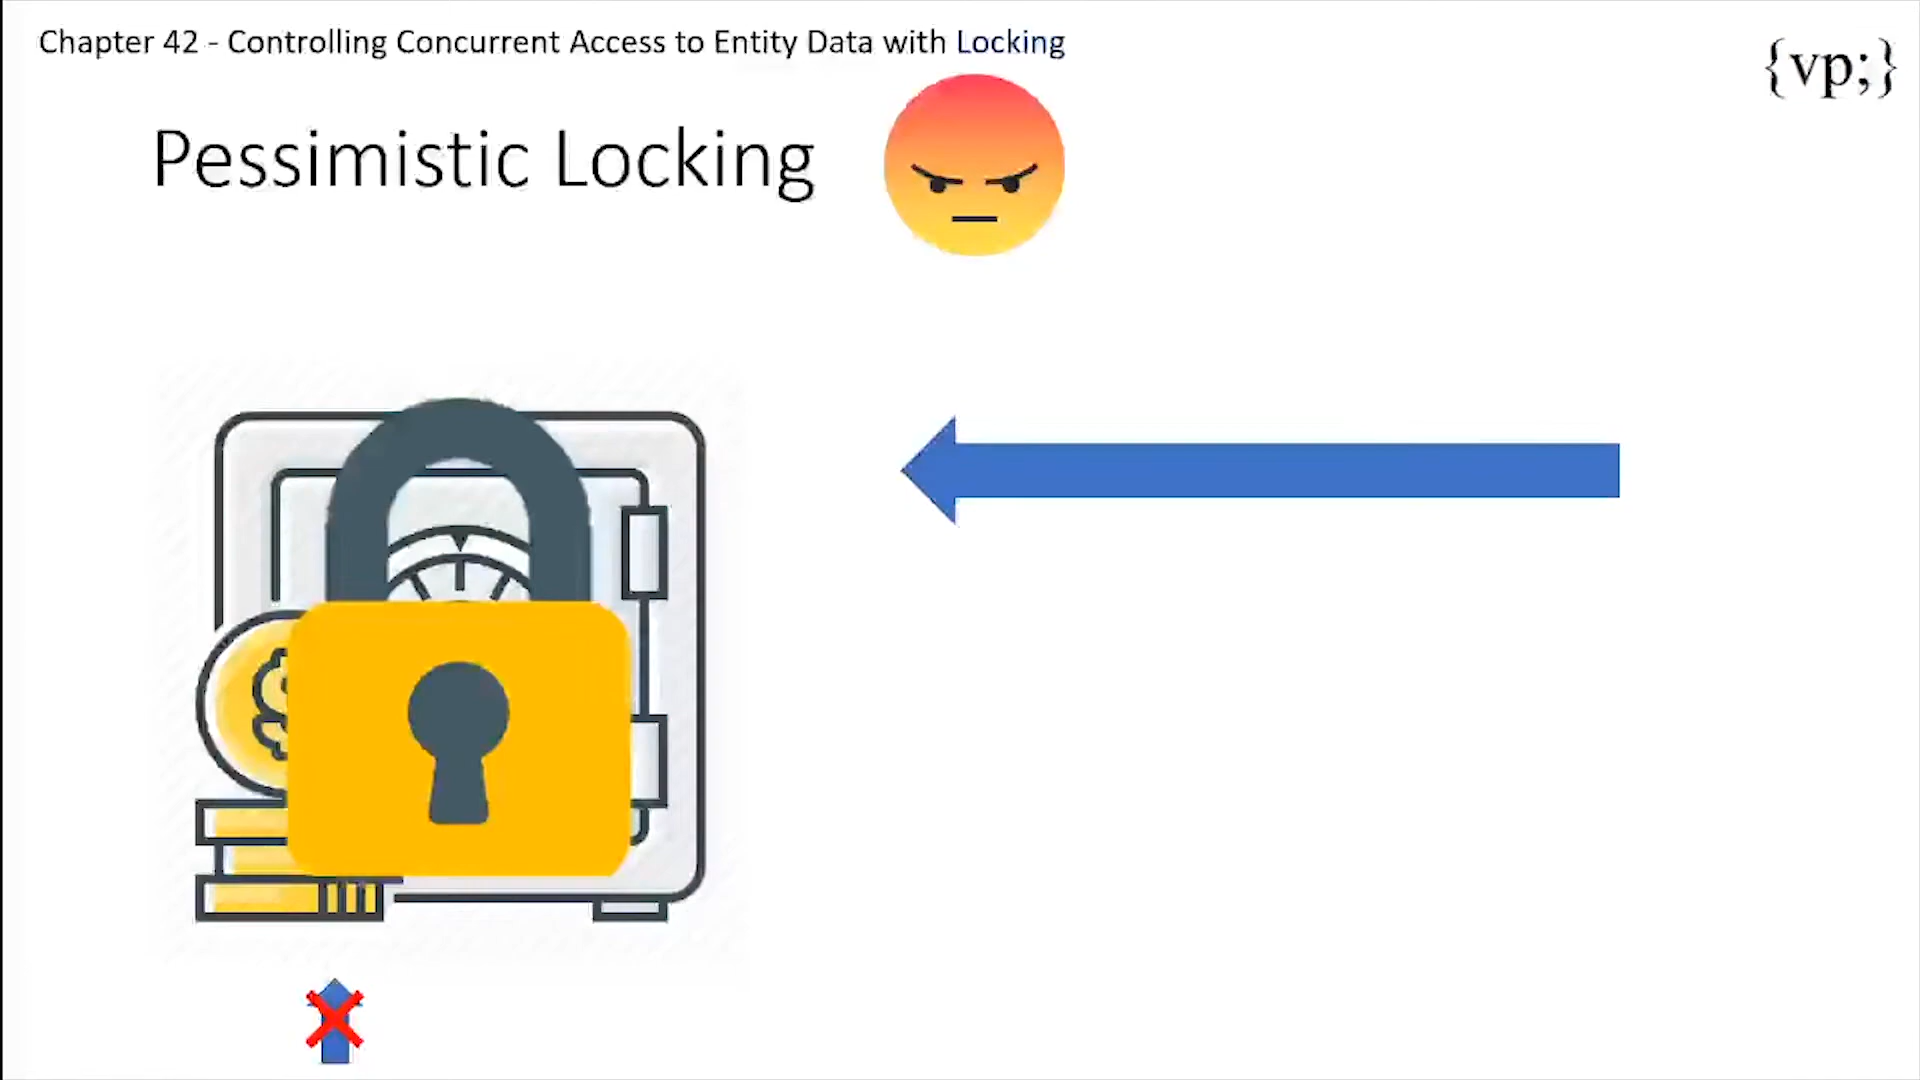 Chapter 42 - Controlling Concurrent Access to Entity Data with Locking
{vp;}
Pessimistic Locking